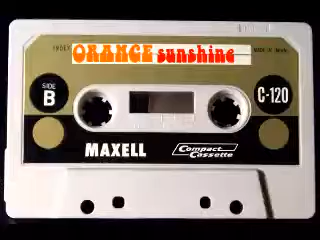 ORANGE sunshine
SIDE
B
C-120
MAXELL
Compact
Cassette